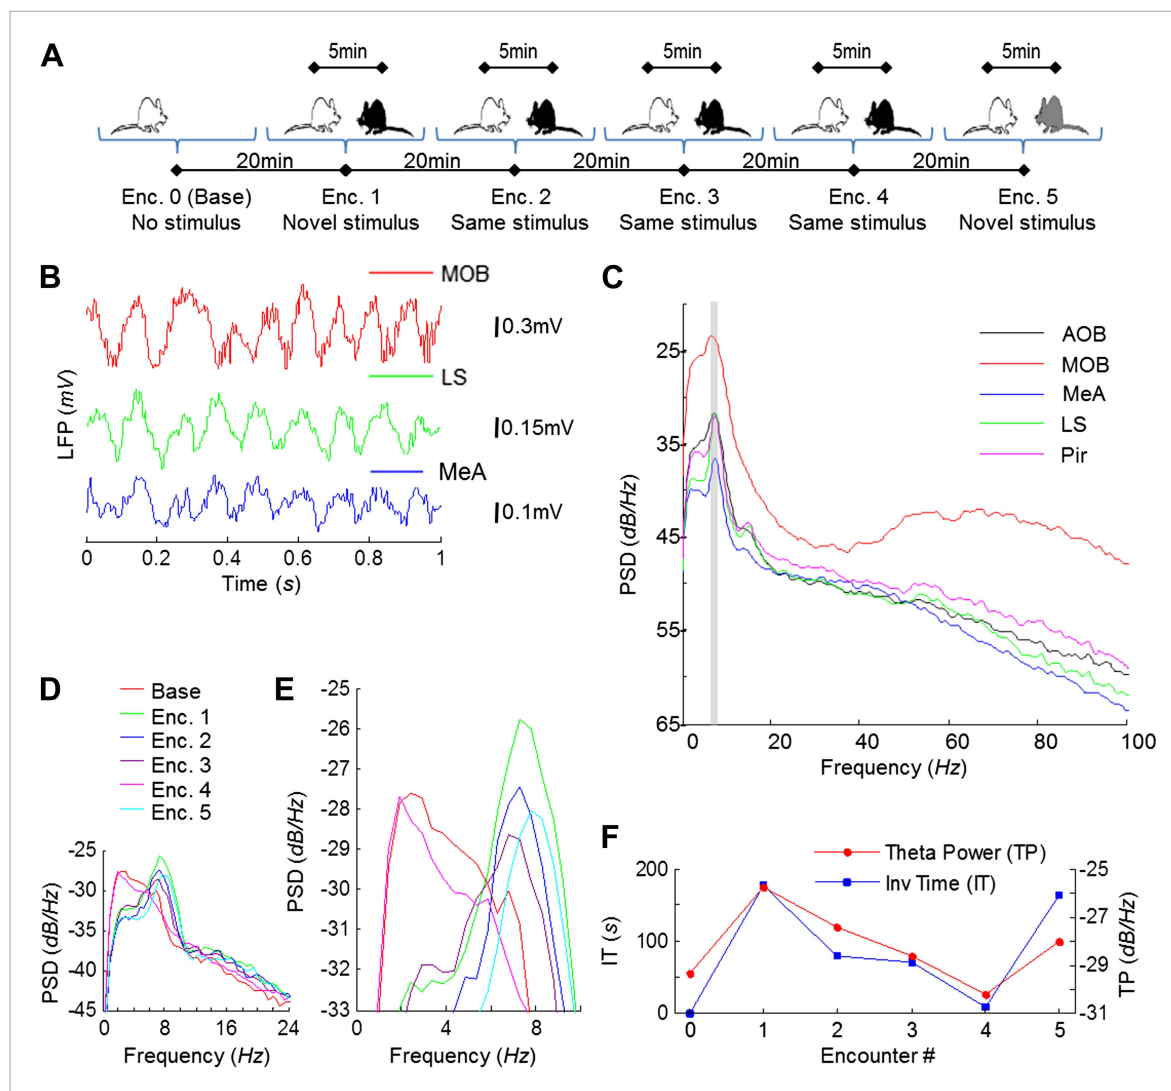 A
5min 5min 5min 5min 5min
20min 20min 20min 20min 20min
Enc. 0 (Base) Enc. 1 Enc. 2 Enc. 3 Enc. 4 Enc. 5
No stimulus Novel stimulus Same stimulus Same stimulus Same stimulus Novel stimulus
B
MOB
0.3mV
LS
0.15mV
MeA
0.1mV
LFP (mV)
0 0.2 0.4 0.6 0.8 1
Time (s)
C
AOB
MOB
MeA
LS
Pir
25
35
45
55
65
PSD (dB/Hz)
0 20 40 60 80 100
Frequency (Hz)
D
Base
Enc. 1
Enc. 2
Enc. 3
Enc. 4
Enc. 5
-25
-30
-35
-40
-45
PSD (dB/Hz)
0 8 16 24
Frequency (Hz)
E
-25
-26
-27
-28
-29
-30
-31
-32
-33
PSD (dB/Hz)
0 4 8
Frequency (Hz)
F
Theta Power (TP)
Inv Time (IT)
200
100
0
IT (s)
-25
-27
-29
-31
TP (dB/Hz)
0 1 2 3 4 5
Encounter #